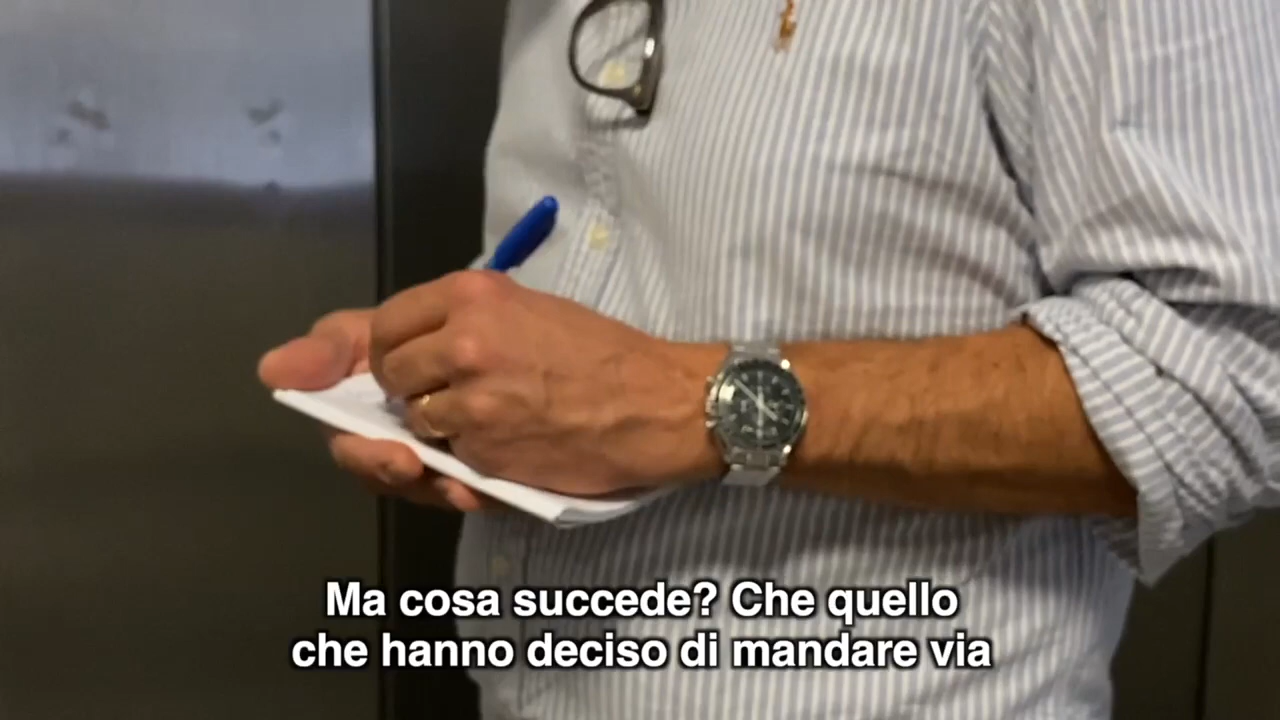 Ma cosa succede? Che quello
che hanno deciso di mandare via